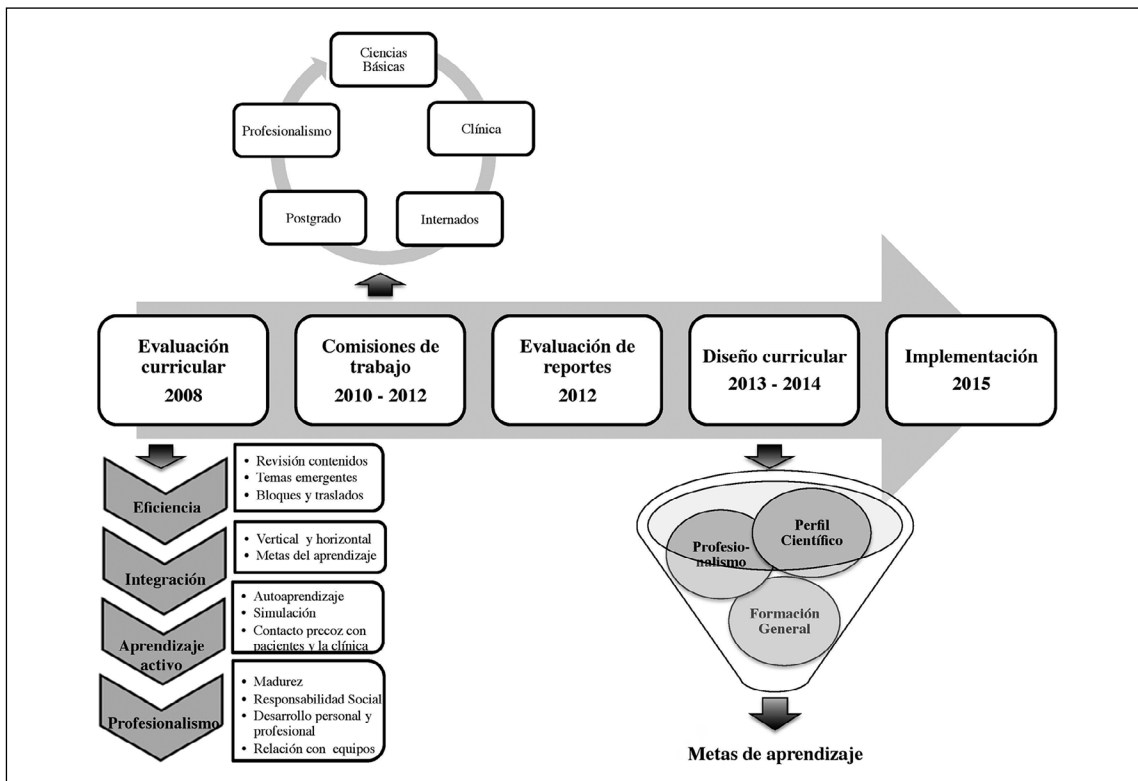 Ciencias
Básicas
Profesionalismo
Clínica
Postgrado
Internados
Evaluación
curricular
2008
Comisiones de
trabajo
2010 - 2012
Evaluación de
reportes
2012
Diseño curricular
2013 - 2014
Implementación
2015
Eficiencia
• Revisión contenidos
• Temas emergentes
• Bloques y traslados
Integración
• Vertical y horizontal
• Metas del aprendizaje
Aprendizaje
activo
• Autoaprendizaje
• Simulación
• Contacto precoz con
pacientes y la clínica
Profesionalismo
• Madurez
• Responsabilidad Social
• Desarrollo personal y
profesional
• Relación con equipos
Profesio-
nalismo
Perfil
Científico
Formación
General
Metas de aprendizaje